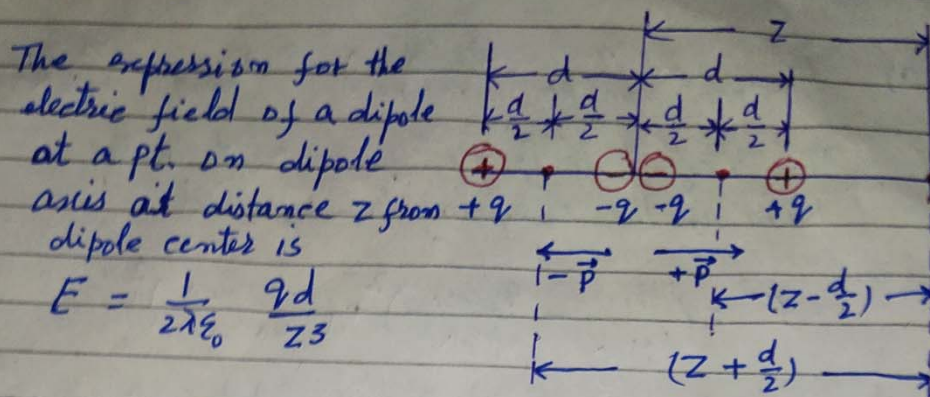 The expression for the
electric field of a dipole
at a pt. on dipole
axis at distance z from
dipole center is
E = 1/2πε₀ qd/z3
z
d d
d/2 d/2 d/2 d/2
+ − − +
+q -q -q +q
-p⃗ +p⃗
(z-d/2)
(z+d/2)